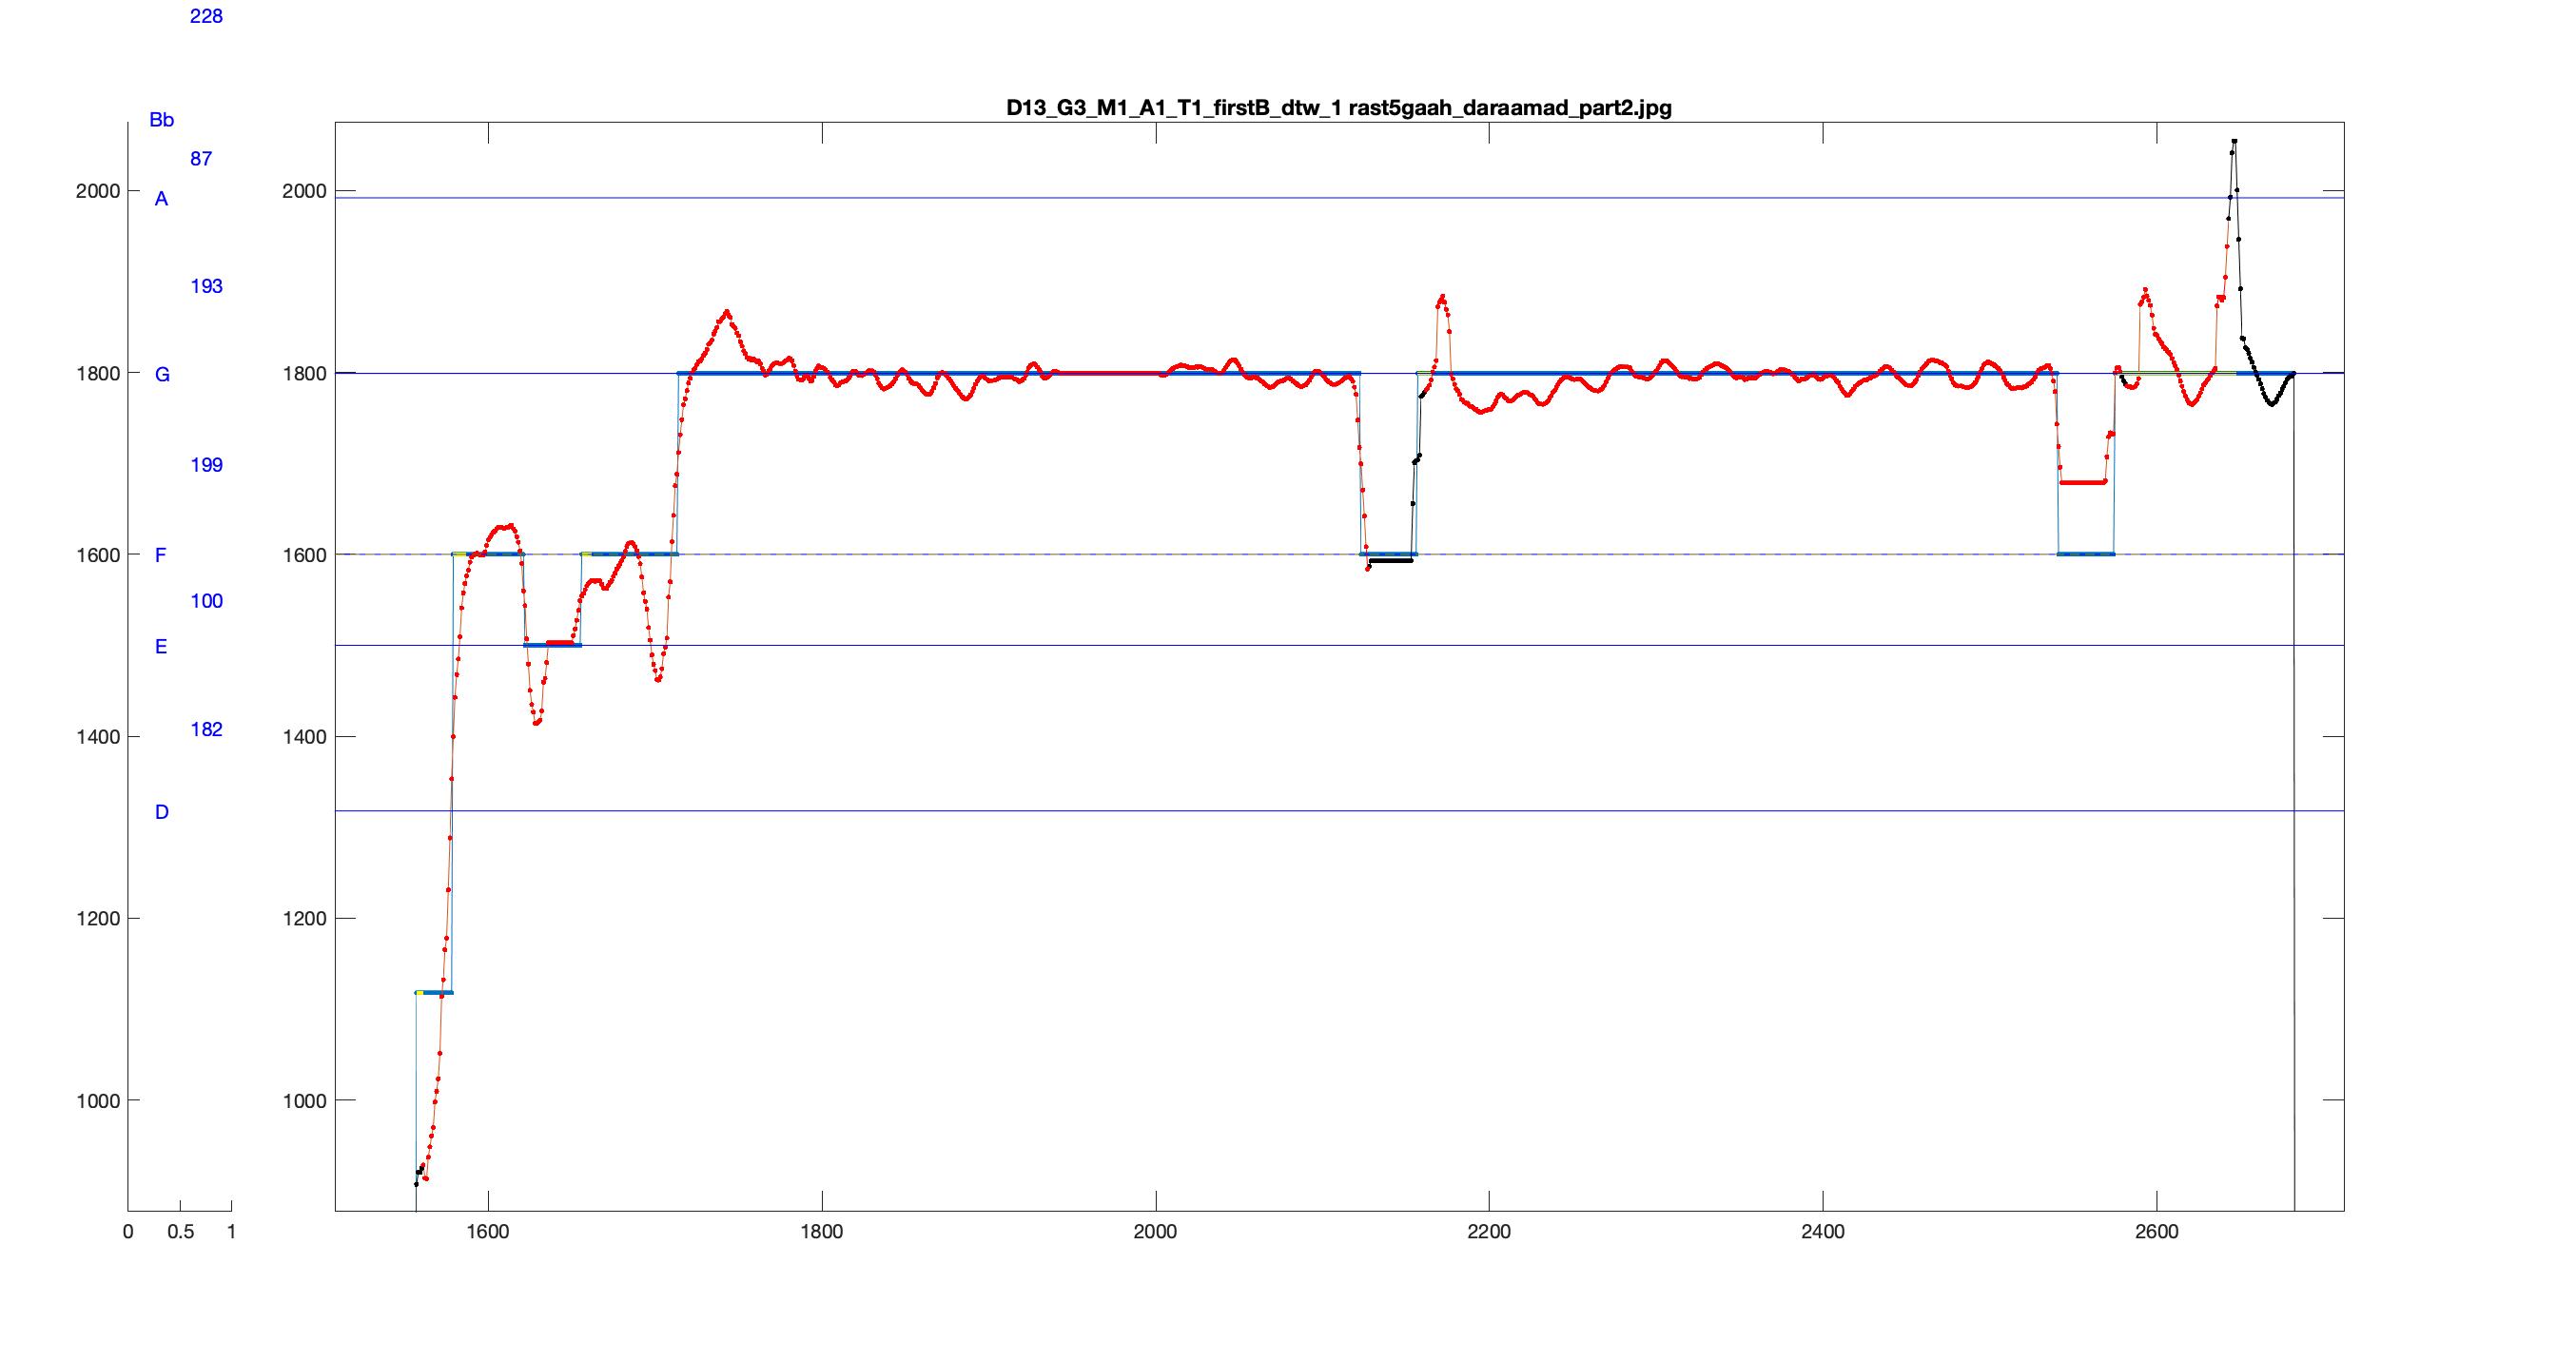 228
D13_G3_M1_A1_T1_firstB_dtw_1 rast5gaah_daraamad_part2.jpg
Bb
87
2000 A 2000
193
1800 G 1800
199
1600 F 1600
100
E
1400 1400
182
D
1200 1200
1000 1000
0 0.5 1 1600 1800 2000 2200 2400 2600